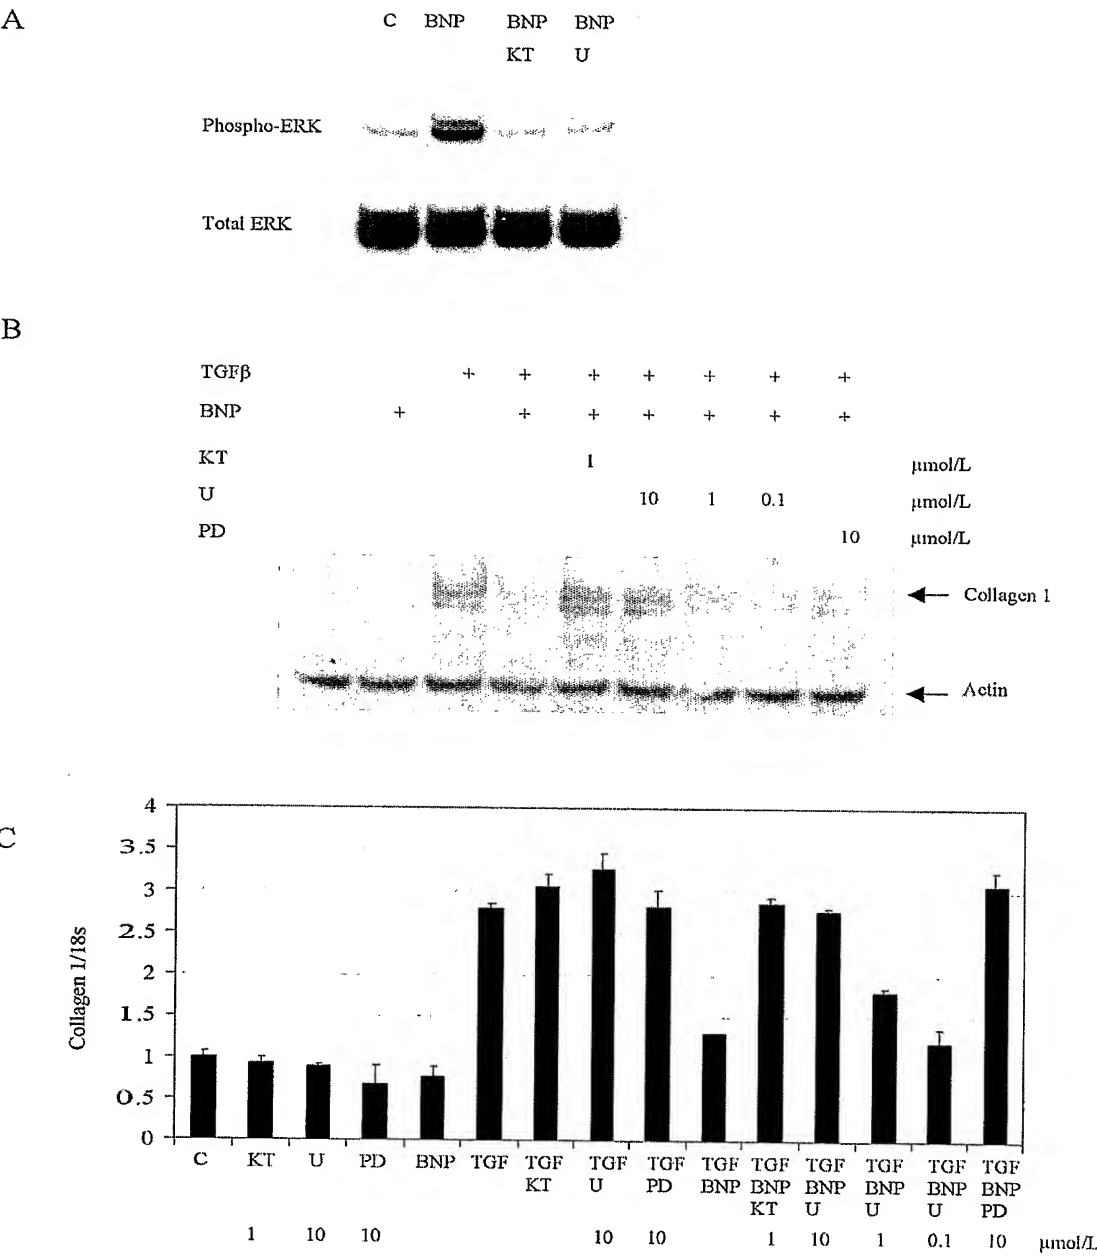 A
C BNP BNP BNP
KT U
Phospho-ERK
Total ERK
B
TGFβ + + + + + + +
BNP + + + + + + +
KT 1 μmol/L
U 10 1 0.1 μmol/L
PD 10 μmol/L
Collagen 1
Actin
C
Collagen 1/18s
4
3.5
3
2.5
2
1.5
1
0.5
0
C KT U PD BNP TGF TGF TGF TGF TGF TGF TGF TGF TGF TGF
KT U PD BNP BNP BNP BNP BNP BNP
KT U U U PD
1 10 10 10 10 1 10 1 0.1 10 μmol/L